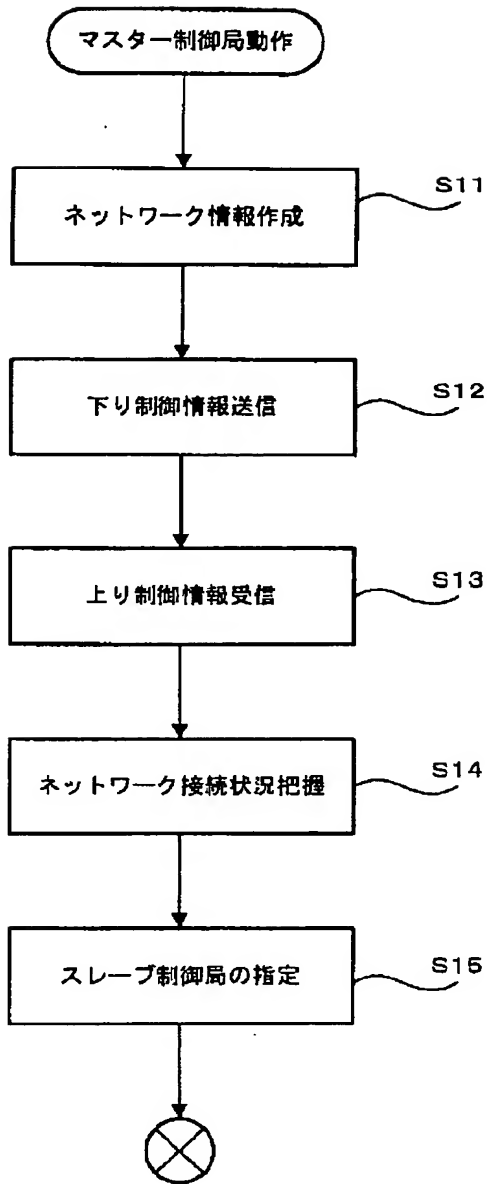 マスター制御局動作
S11
ネットワーク情報作成
S12
下り制御情報送信
S13
上り制御情報受信
S14
ネットワーク接続状況把握
S15
スレーブ制御局の指定